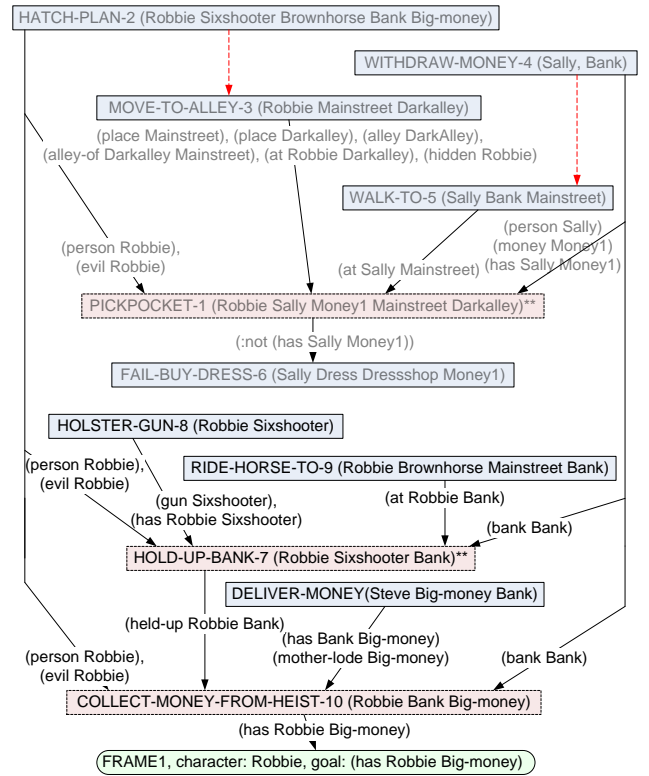 HATCH-PLAN-2 (Robbie Sixshooter Brownhorse Bank Big-money)
WITHDRAW-MONEY-4 (Sally, Bank)
MOVE-TO-ALLEY-3 (Robbie Mainstreet Darkalley)
(place Mainstreet), (place Darkalley), (alley DarkAlley),
(alley-of Darkalley Mainstreet), (at Robbie Darkalley), (hidden Robbie)
WALK-TO-5 (Sally Bank Mainstreet)
(person Sally)
(money Money1)
(has Sally Money1)
(person Robbie),
(evil Robbie)
(at Sally Mainstreet)
PICKPOCKET-1 (Robbie Sally Money1 Mainstreet Darkalley)**
(:not (has Sally Money1))
FAIL-BUY-DRESS-6 (Sally Dress Dressshop Money1)
HOLSTER-GUN-8 (Robbie Sixshooter)
(person Robbie),
(evil Robbie)
RIDE-HORSE-TO-9 (Robbie Brownhorse Mainstreet Bank)
(gun Sixshooter),
(has Robbie Sixshooter)
(at Robbie Bank)
(bank Bank)
HOLD-UP-BANK-7 (Robbie Sixshooter Bank)**
DELIVER-MONEY(Steve Big-money Bank)
(held-up Robbie Bank)
(has Bank Big-money)
(mother-lode Big-money)
(person Robbie),
(evil Robbie)
(bank Bank)
COLLECT-MONEY-FROM-HEIST-10 (Robbie Bank Big-money)
(has Robbie Big-money)
FRAME1, character: Robbie, goal: (has Robbie Big-money)